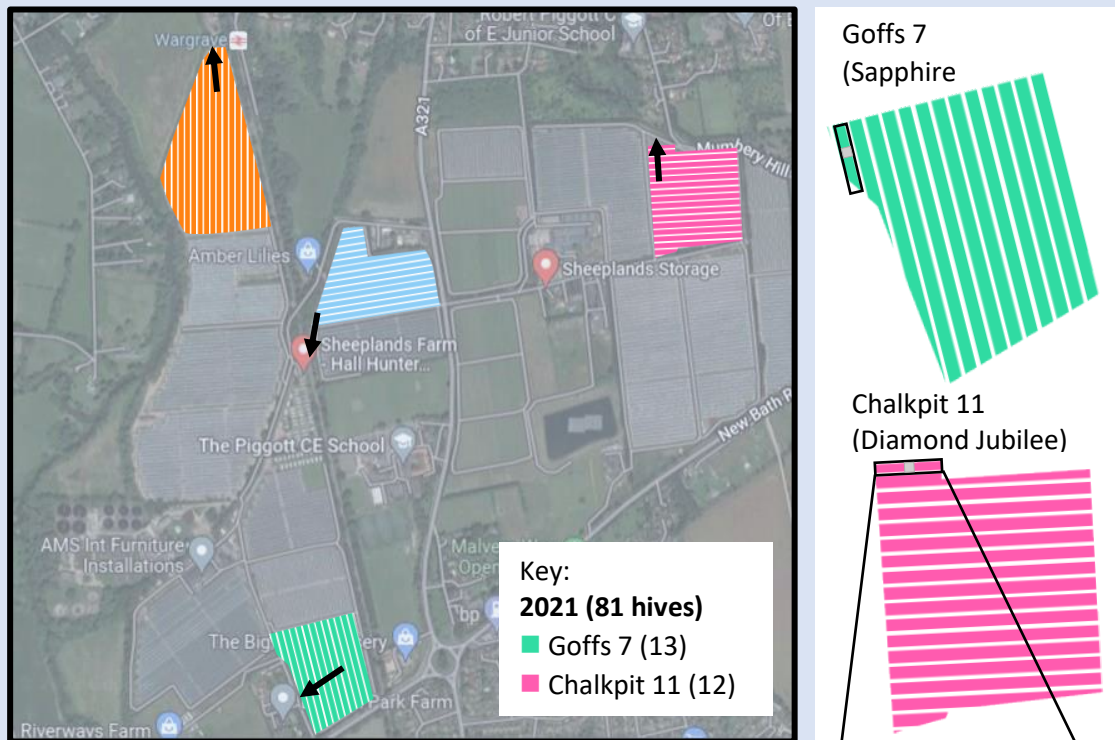 Robert Piggott C
of E Junior School
Of E
Wargrave
A321
Mumbery Hill
Amber Lilies
Sheeplands Storage
Sheeplands Farm
- Hall Hunter...
New Bath R
The Piggott CE School
AMS Int Furniture
Installations
Malve
Open
bp
The Big
ery
Park Farm
Riverways Farm
Key:
2021 (81 hives)
Goffs 7 (13)
Chalkpit 11 (12)
Goffs 7
(Sapphire
Chalkpit 11
(Diamond Jubilee)